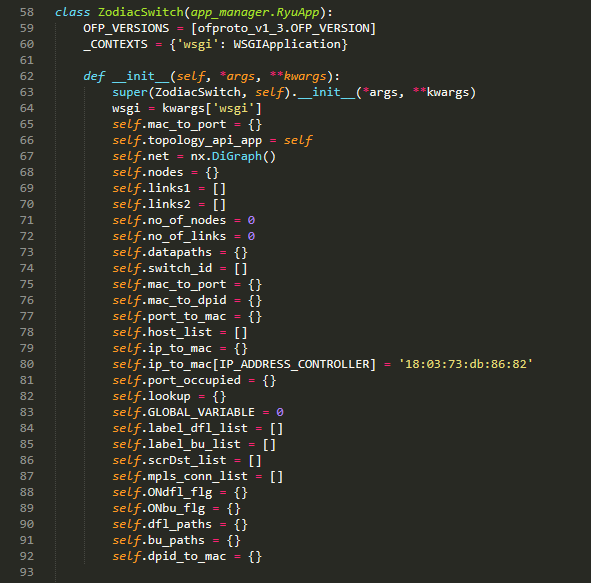 58 class ZodiacSwitch(app_manager.RyuApp):
59     OFP_VERSIONS = [ofproto_v1_3.OFP_VERSION]
60     _CONTEXTS = {'wsgi': WSGIApplication}
61
62     def __init__(self, *args, **kwargs):
63         super(ZodiacSwitch, self).__init__(*args, **kwargs)
64         wsgi = kwargs['wsgi']
65         self.mac_to_port = {}
66         self.topology_api_app = self
67         self.net = nx.DiGraph()
68         self.nodes = {}
69         self.links1 = []
70         self.links2 = []
71         self.no_of_nodes = 0
72         self.no_of_links = 0
73         self.datapaths = {}
74         self.switch_id = []
75         self.mac_to_port = {}
76         self.mac_to_dpid = {}
77         self.port_to_mac = {}
78         self.host_list = []
79         self.ip_to_mac = {}
80         self.ip_to_mac[IP_ADDRESS_CONTROLLER] = '18:03:73:db:86:82'
81         self.port_occupied = {}
82         self.lookup = {}
83         self.GLOBAL_VARIABLE = 0
84         self.label_dfl_list = []
85         self.label_bu_list = []
86         self.scrDst_list = []
87         self.mpls_conn_list = []
88         self.ONdfl_flg = {}
89         self.ONbu_flg = {}
90         self.dfl_paths = {}
91         self.bu_paths = {}
92         self.dpid_to_mac = {}
93